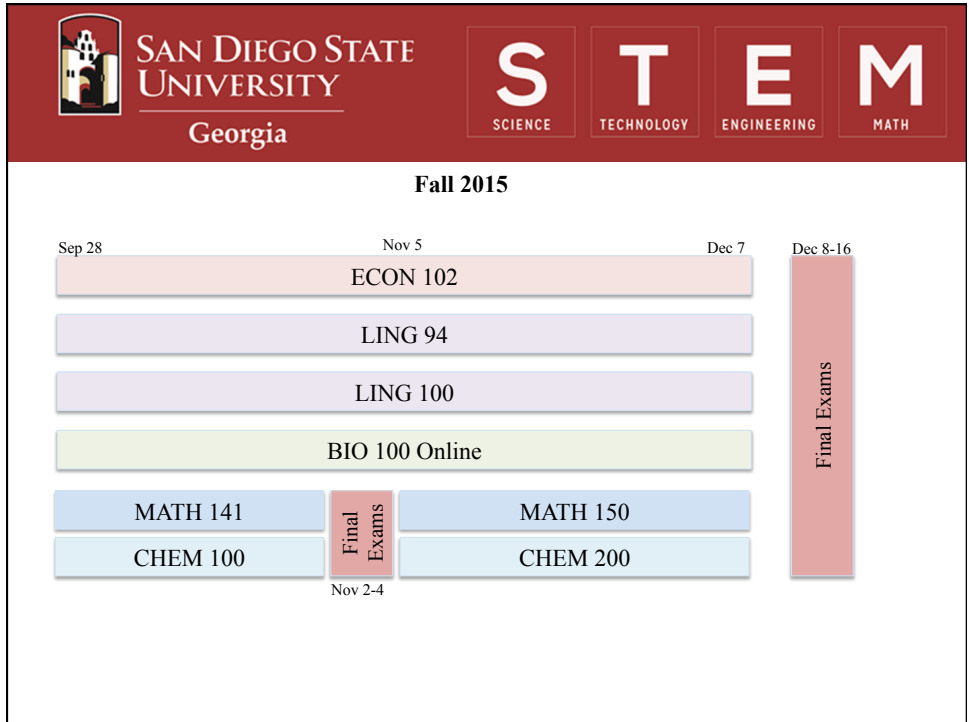 SAN DIEGO STATE
UNIVERSITY
Georgia
S T E M
SCIENCE TECHNOLOGY ENGINEERING MATH
Fall 2015
Sep 28 Nov 5 Dec 7 Dec 8-16
ECON 102
LING 94
LING 100
BIO 100 Online
Final Exams
MATH 141
CHEM 100
Final
Exams
MATH 150
CHEM 200
Nov 2-4